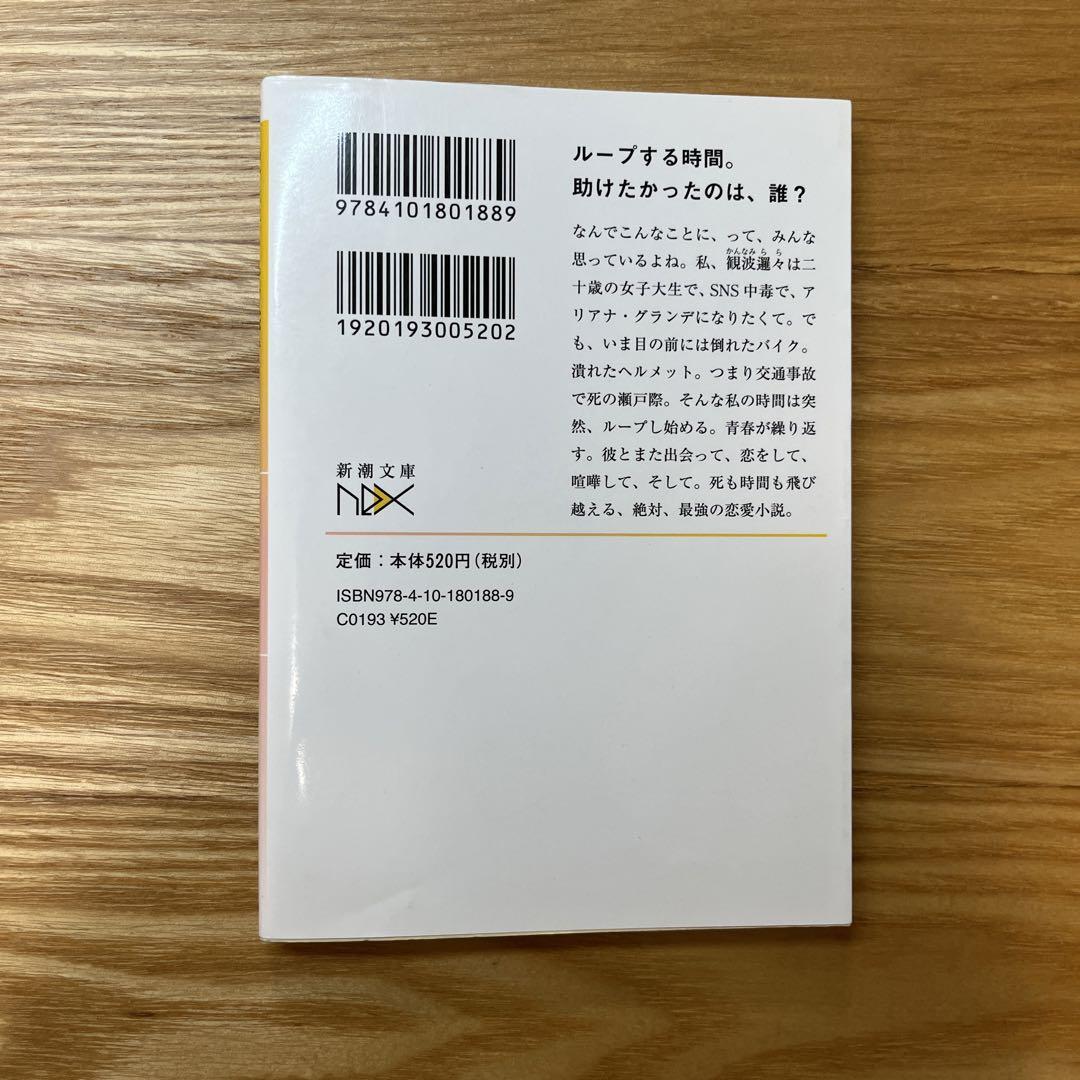 9784101801889
1920193005202
新潮文庫
nex
定価：本体520円（税別）
ISBN978-4-10-180188-9
C0193 ¥520E
ループする時間。
助けたかったのは、誰？
なんでこんなことに、って、みんな
かんなみらら
思っているよね。私、観波邐々は二
十歳の女子大生で、SNS中毒で、ア
リアナ・グランデになりたくて。で
も、いま目の前には倒れたバイク。
潰れたヘルメット。つまり交通事故
で死の瀬戸際。そんな私の時間は突
然、ループし始める。青春が繰り返
す。彼とまた出会って、恋をして、
喧嘩して、そして。死も時間も飛び
越える、絶対、最強の恋愛小説。